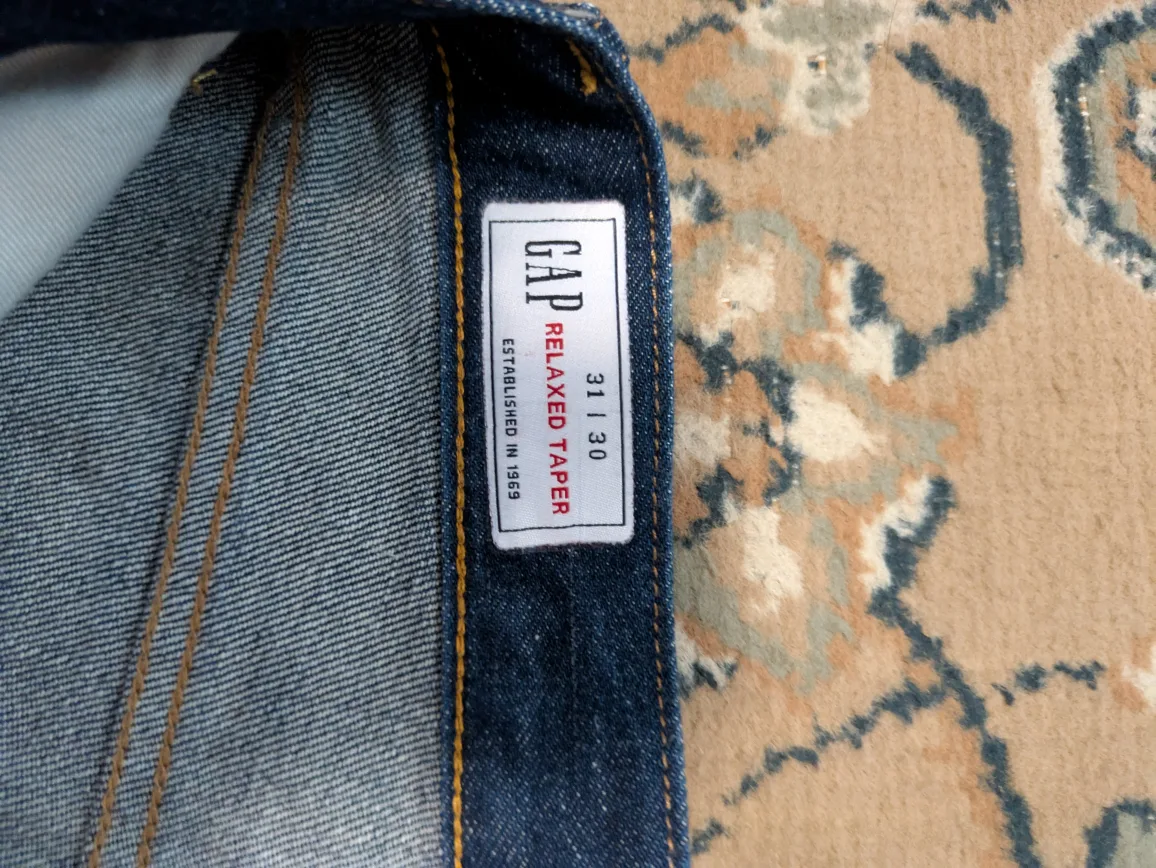 31 | 30
GAP RELAXED TAPER
ESTABLISHED IN 1969